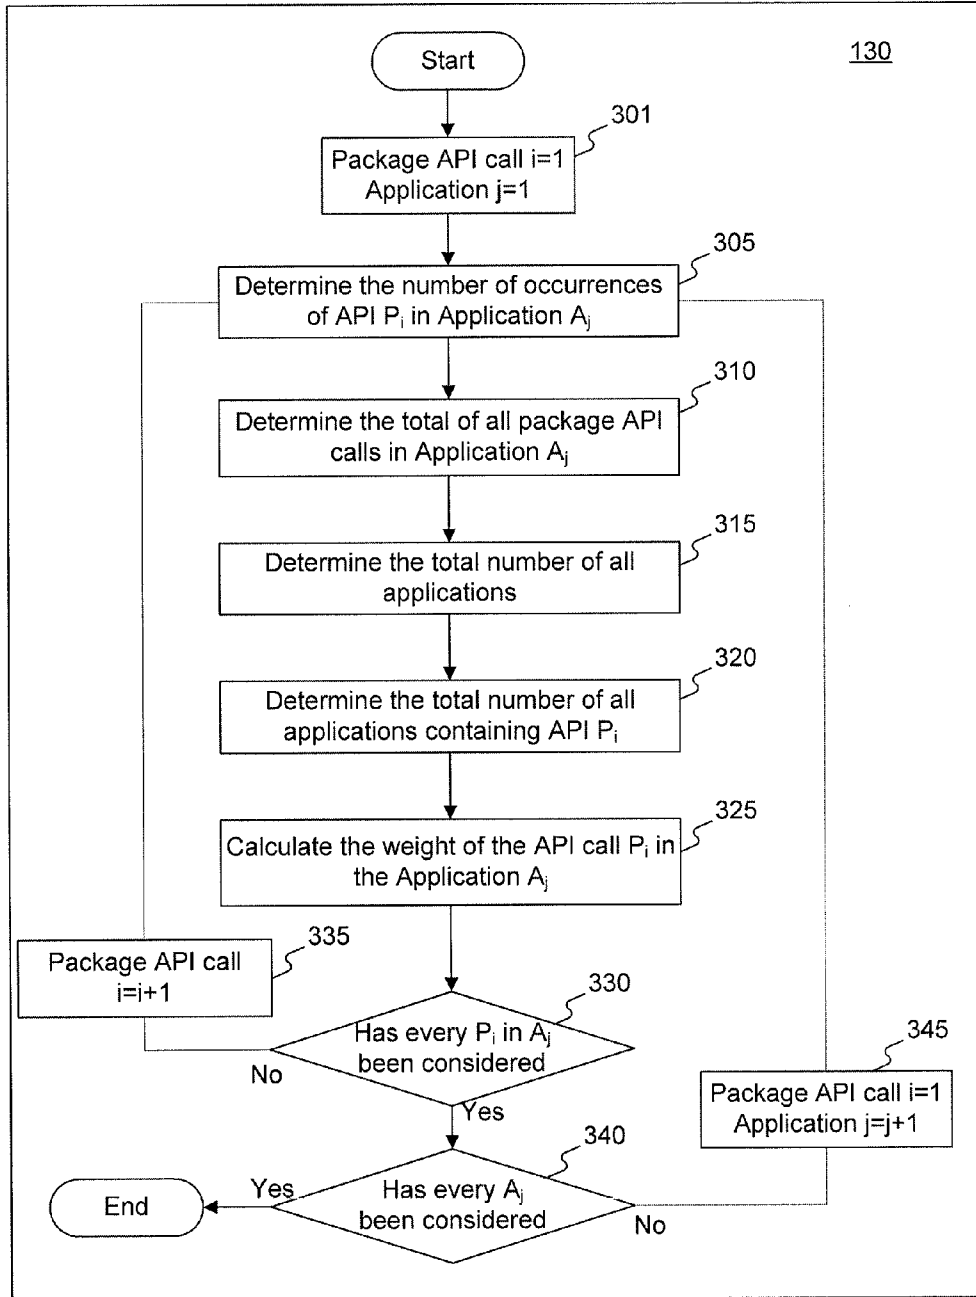 Start
130
301
Package API call i=1
Application j=1
305
Determine the number of occurrences
of API Pi in Application Aj
310
Determine the total of all package API
calls in Application Aj
315
Determine the total number of all
applications
320
Determine the total number of all
applications containing API Pi
325
Calculate the weight of the API call Pi in
the Application Aj
335
Package API call
i=i+1
330
Has every Pi in Aj
been considered
No
Yes
345
Package API call i=1
Application j=j+1
340
Has every Aj
been considered
Yes
No
End